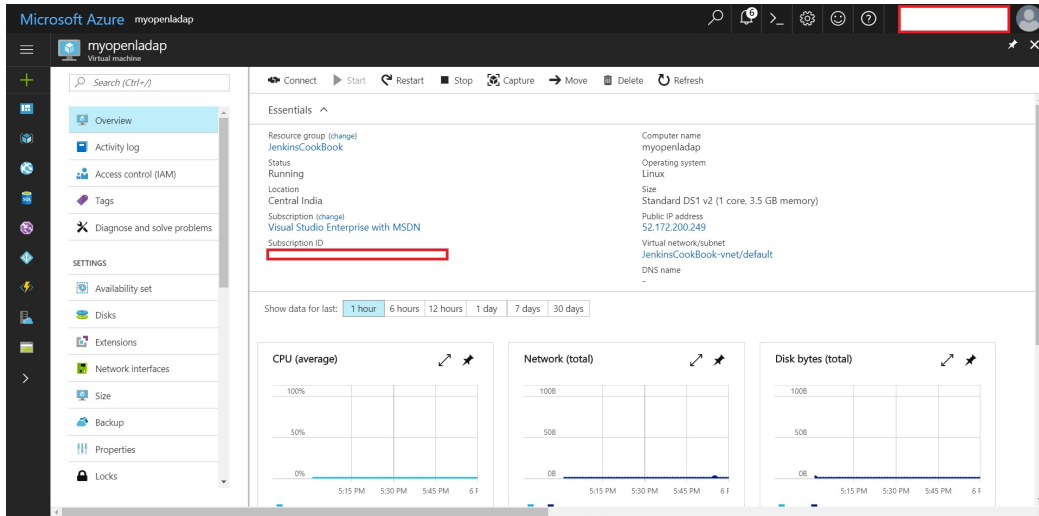 Microsoft Azure myopenladap
6
myopenladap
Virtual machine
Search (Ctrl+/)
Overview
Activity log
Access control (IAM)
Tags
Diagnose and solve problems
SETTINGS
Availability set
Disks
Extensions
Network interfaces
Size
Backup
Properties
Locks
Connect Start Restart Stop Capture Move Delete Refresh
Essentials
Resource group (change)
JenkinsCookBook
Status
Running
Location
Central India
Subscription (change)
Visual Studio Enterprise with MSDN
Subscription ID
Computer name
myopenladap
Operating system
Linux
Size
Standard DS1 v2 (1 core, 3.5 GB memory)
Public IP address
52.172.200.249
Virtual network/subnet
JenkinsCookBook-vnet/default
DNS name
-
Show data for last: 1 hour 6 hours 12 hours 1 day 7 days 30 days
CPU (average)
100%
50%
0%
5:15 PM 5:30 PM 5:45 PM 6 F
Network (total)
100B
50B
0B
5:15 PM 5:30 PM 5:45 PM 6 F
Disk bytes (total)
100B
50B
0B
5:15 PM 5:30 PM 5:45 PM 6 F